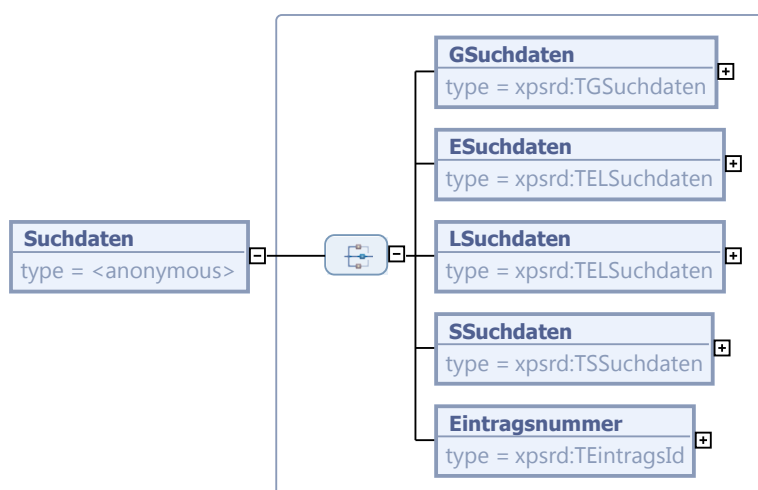 GSuchdaten
type = xpsrd:TGSuchdaten
ESuchdaten
type = xpsrd:TELSuchdaten
Suchdaten
type = <anonymous>
LSuchdaten
type = xpsrd:TELSuchdaten
SSuchdaten
type = xpsrd:TSSuchdaten
Eintragsnummer
type = xpsrd:TEintragsId